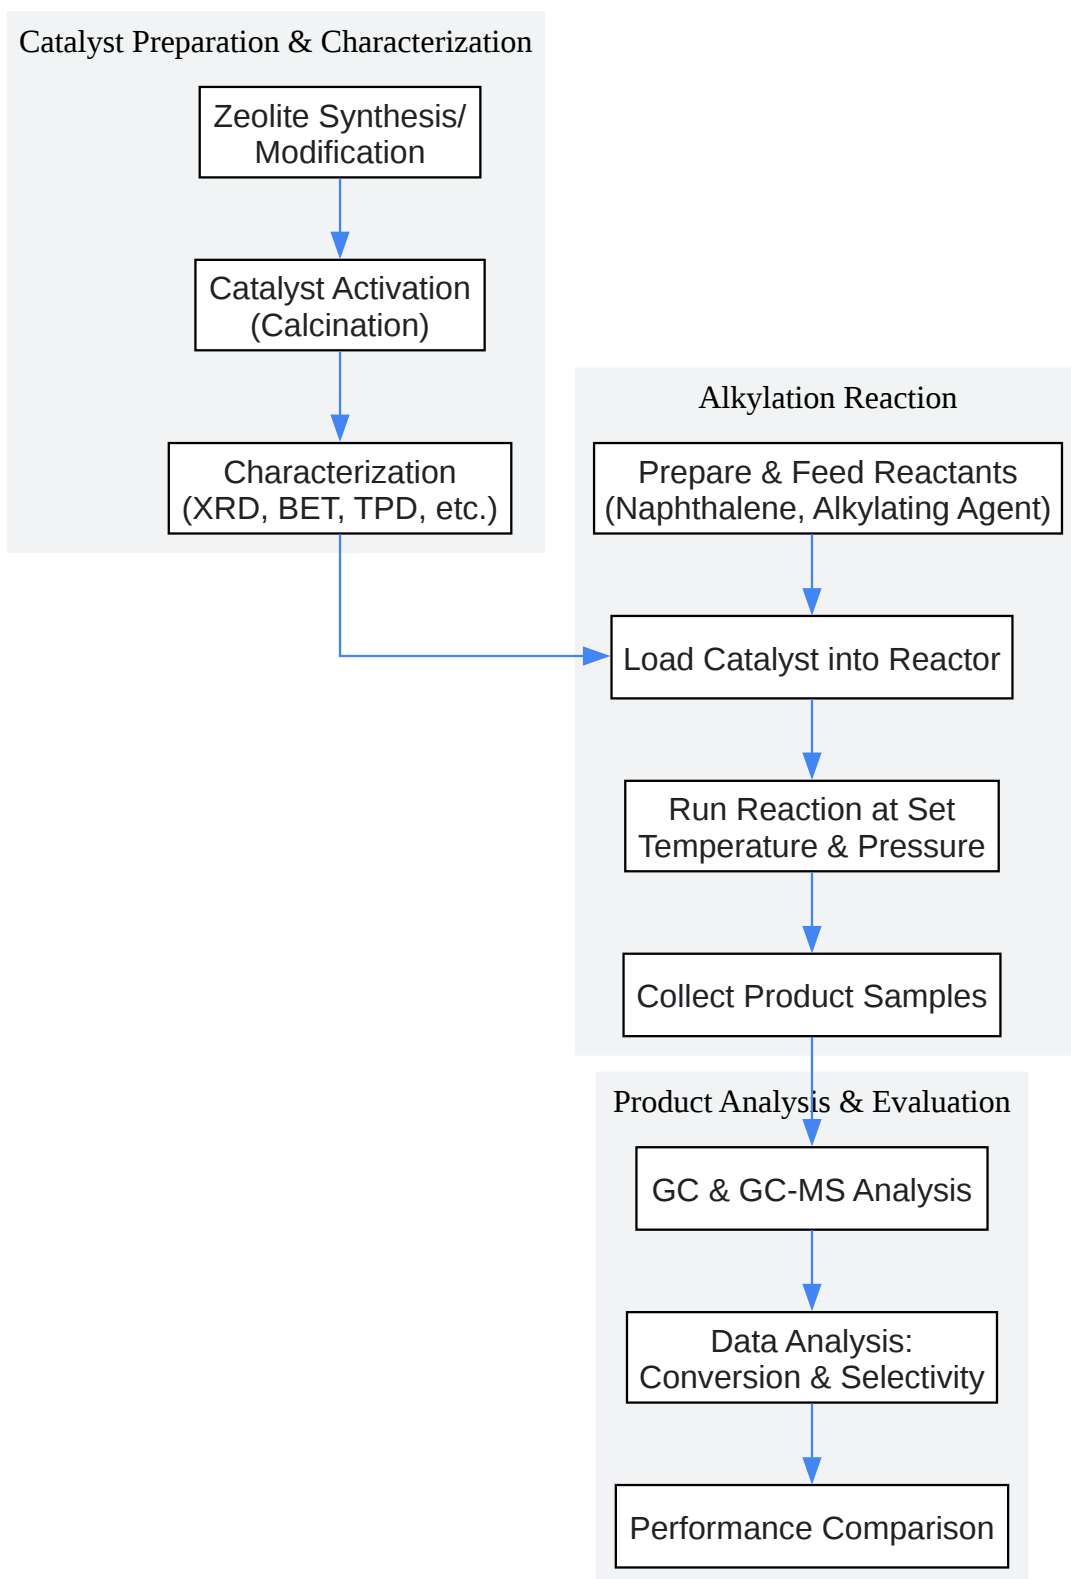 Catalyst Preparation & Characterization
Zeolite Synthesis/
Modification
Catalyst Activation
(Calcination)
Characterization
(XRD, BET, TPD, etc.)
Alkylation Reaction
Prepare & Feed Reactants
(Naphthalene, Alkylating Agent)
Load Catalyst into Reactor
Run Reaction at Set
Temperature & Pressure
Collect Product Samples
Product Analysis & Evaluation
GC & GC-MS Analysis
Data Analysis:
Conversion & Selectivity
Performance Comparison